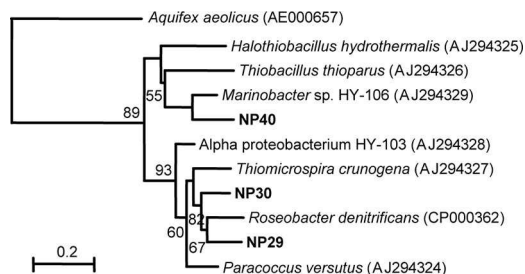 Aquifex aeolicus (AE000657)
Halothiobacillus hydrothermalis (AJ294325)
Thiobacillus thioparus (AJ294326)
55
Marinobacter sp. HY-106 (AJ294329)
89
NP40
Alpha proteobacterium HY-103 (AJ294328)
93
Thiomicrospira crunogena (AJ294327)
NP30
82
Roseobacter denitrificans (CP000362)
60
67
NP29
0.2
Paracoccus versutus (AJ294324)